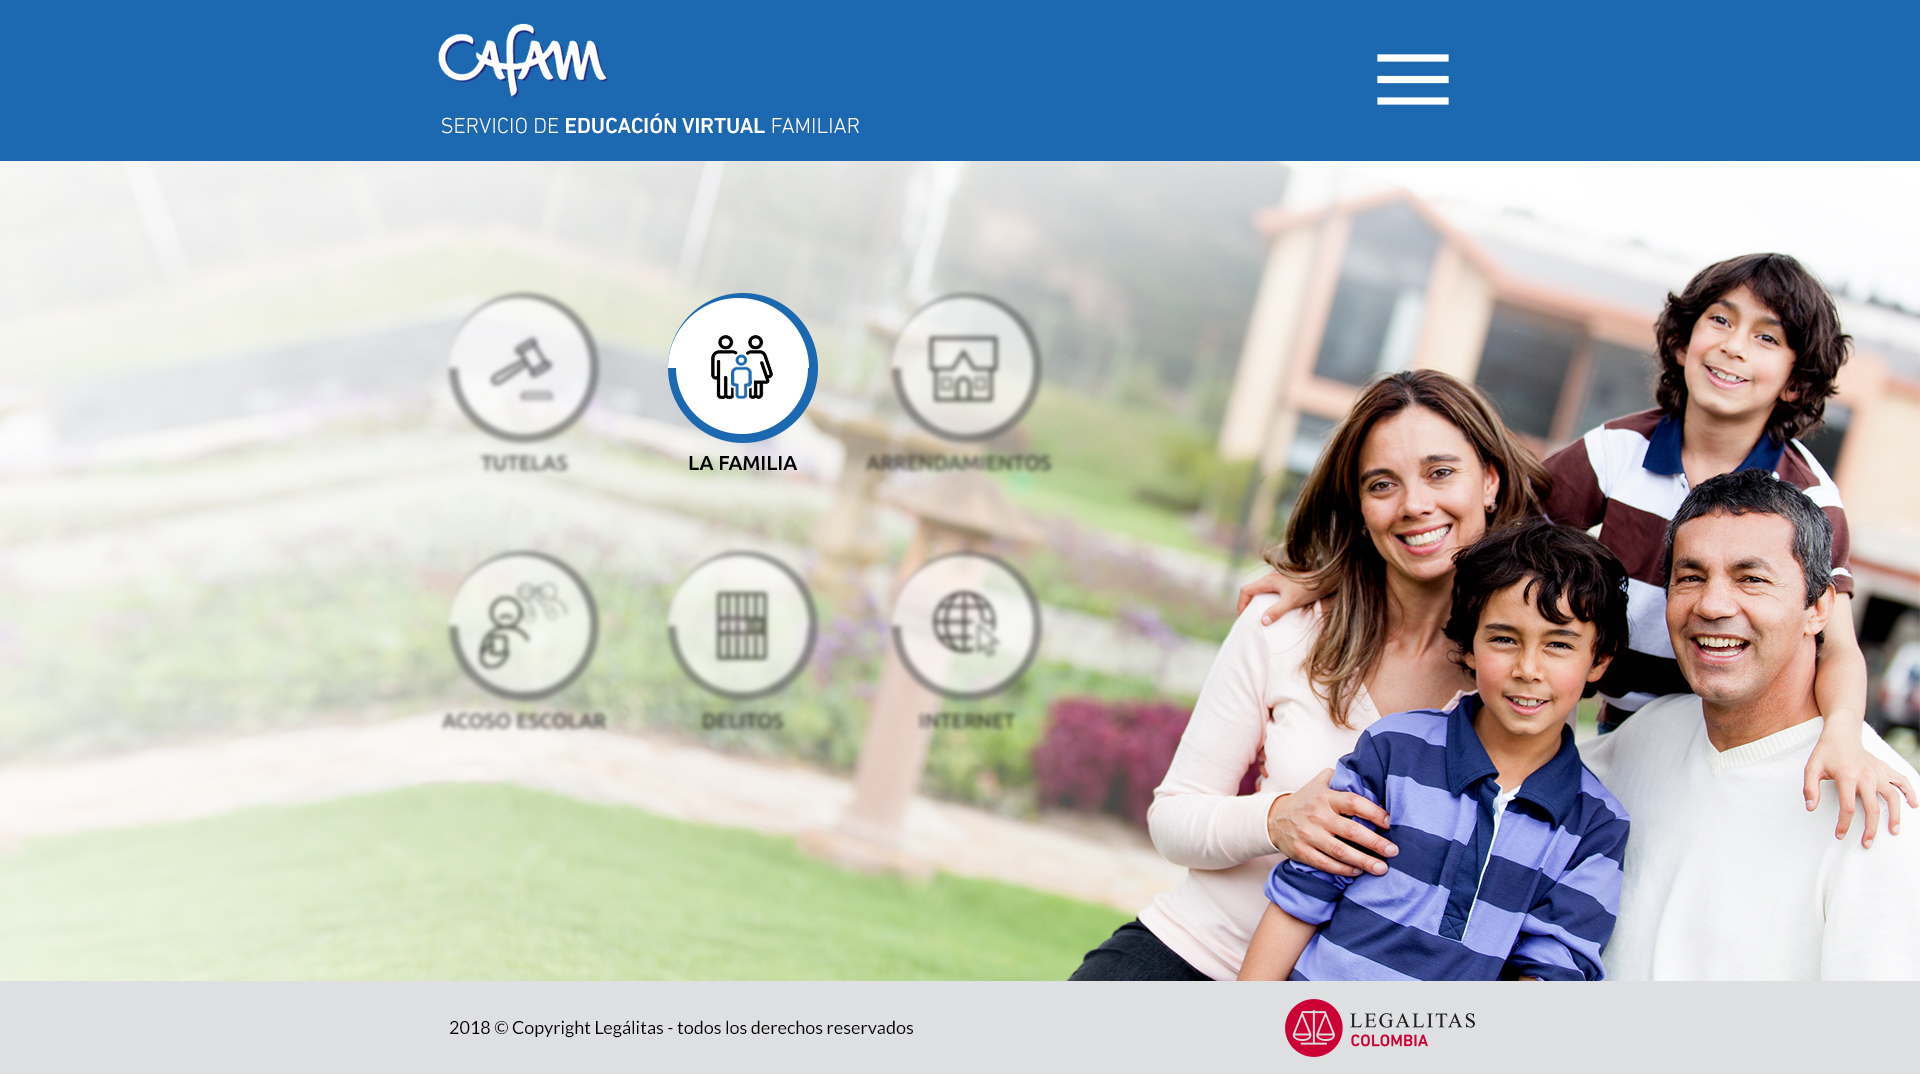 CAFAM
SERVICIO DE EDUCACIÓN VIRTUAL FAMILIAR
TUTELAS
LA FAMILIA
ARRENDAMIENTOS
ACOSO ESCOLAR
DELITOS
INTERNET
2018 © Copyright Legálitas - todos los derechos reservados
LEGALITAS
COLOMBIA